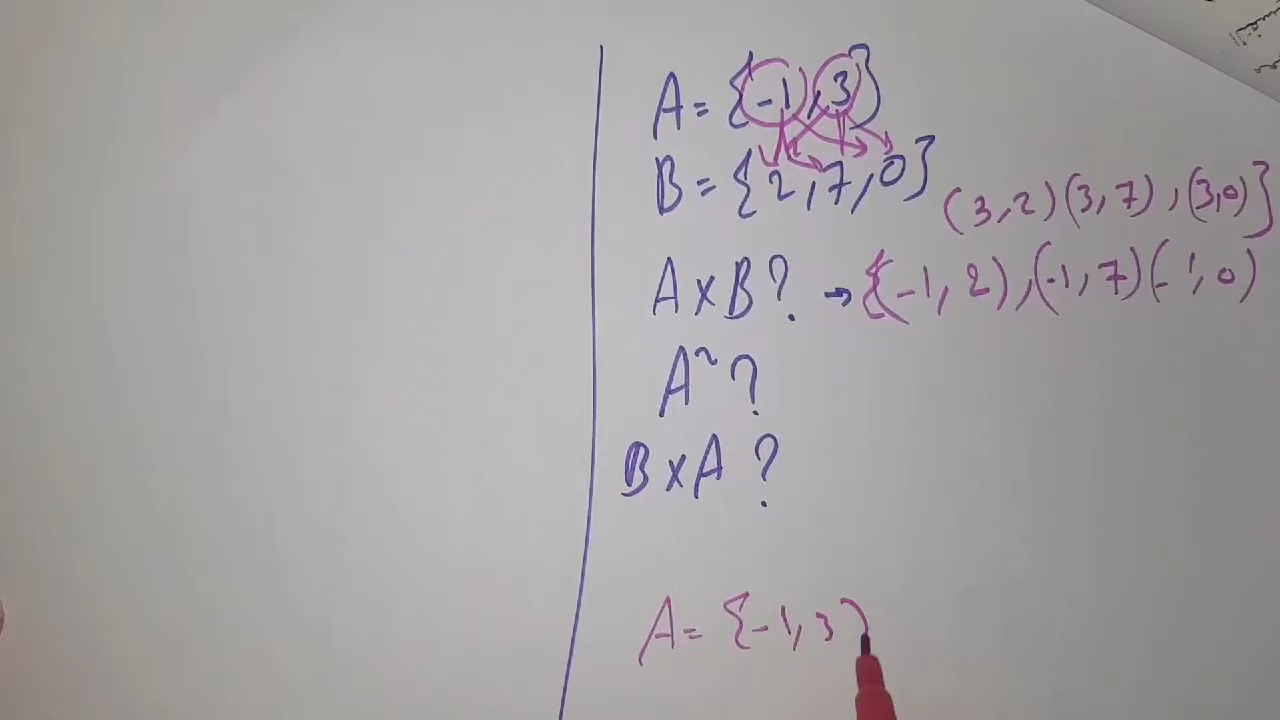 A = {-1, 3}
B = {2, 7, 0}
(3, 2) (3, 7), (3, 0)}
A × B ? → {(-1, 2), (-1, 7) (-1, 0)
A² ?
B × A ?
A = {-1, 3